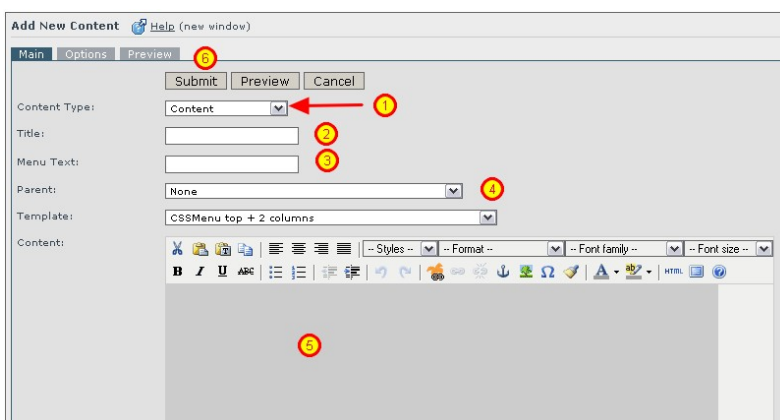 Add New Content Help (new window)
Main Options Preview
6
Submit Preview Cancel
Content Type: Content 1
Title: 2
Menu Text: 3
Parent: None 4
Template: CSSMenu top + 2 columns
Content: -- Styles -- -- Format -- -- Font family -- -- Font size --
B I U ABC Ω A ab HTML
5